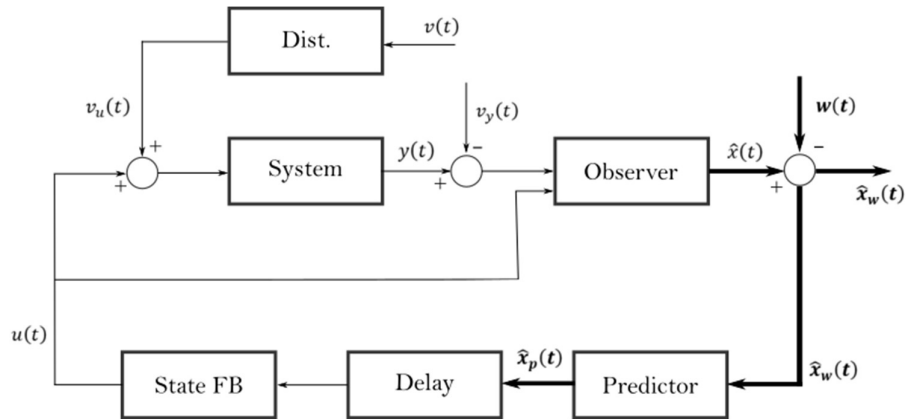 Dist.
v(t)
v_u(t)
v_y(t)
w(t)
+
−
−
System
y(t)
Observer
x̂(t)
+
+
+
x̂_w(t)
u(t)
x̂_p(t)
x̂_w(t)
State FB
Delay
Predictor